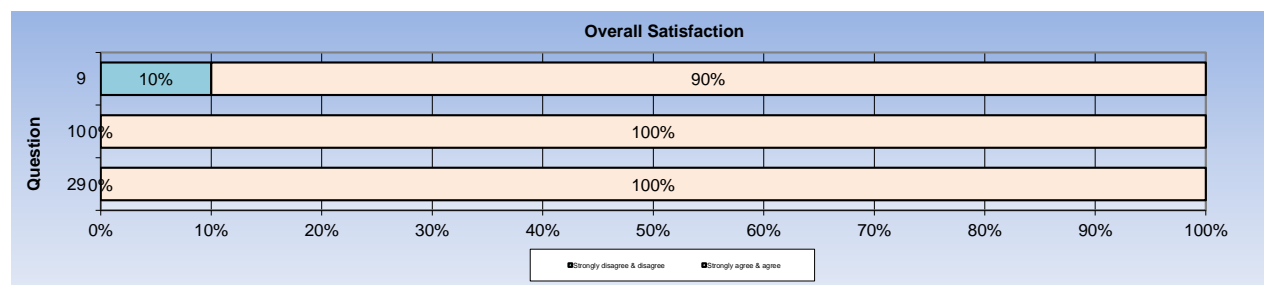 Overall Satisfaction
9 10% 90%
10 0% 100%
29 0% 100%
Question
0% 10% 20% 30% 40% 50% 60% 70% 80% 90% 100%
Strongly disagree & disagree Strongly agree & agree